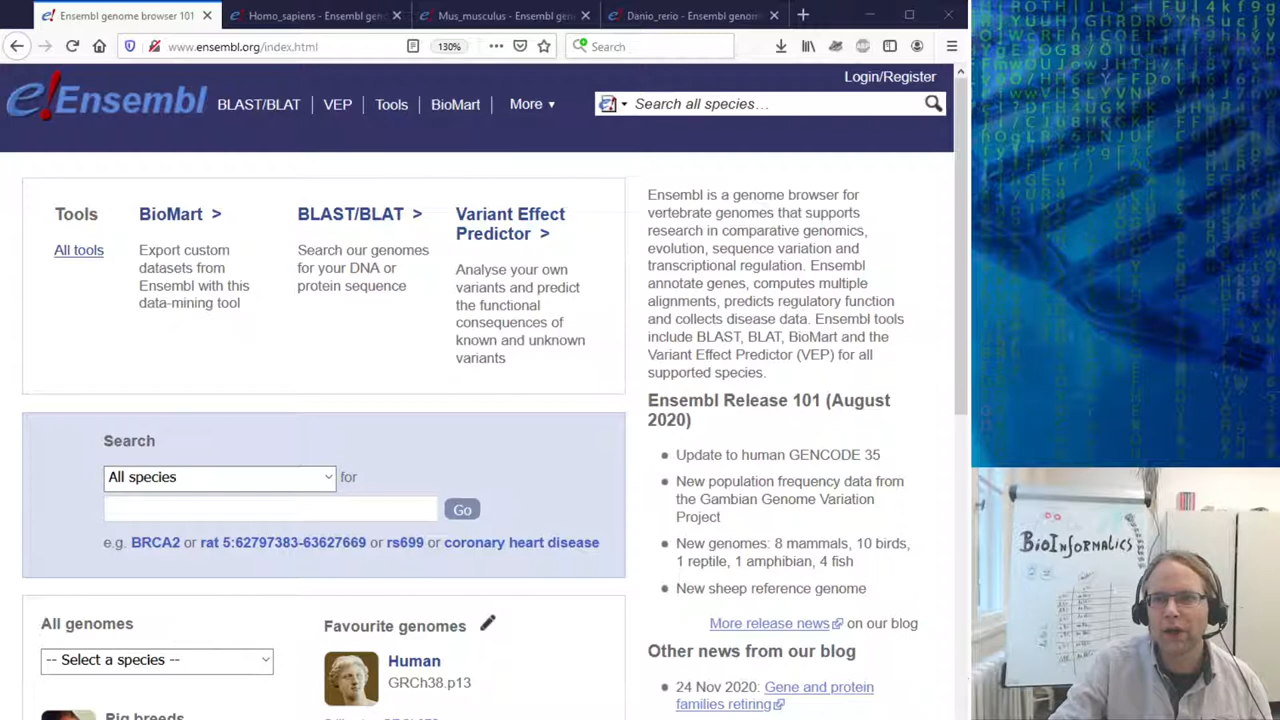 Ensembl genome browser 101
Homo_sapiens - Ensembl gen
Mus_musculus - Ensembl geno
Danio_rerio - Ensembl genom
www.ensembl.org/index.html
130%
Search
Login/Register
e!Ensembl
BLAST/BLAT
VEP
Tools
BioMart
More ▼
Search all species…
Tools
All tools
BioMart >
Export custom
datasets from
Ensembl with this
data-mining tool
BLAST/BLAT >
Search our genomes
for your DNA or
protein sequence
Variant Effect
Predictor >
Analyse your own
variants and predict
the functional
consequences of
known and unknown
variants
Search
All species
for
Go
e.g. BRCA2 or rat 5:62797383-63627669 or rs699 or coronary heart disease
All genomes
-- Select a species --
Pig breeds
Favourite genomes
Human
GRCh38.p13
Ensembl is a genome browser for
vertebrate genomes that supports
research in comparative genomics,
evolution, sequence variation and
transcriptional regulation. Ensembl
annotate genes, computes multiple
alignments, predicts regulatory function
and collects disease data. Ensembl tools
include BLAST, BLAT, BioMart and the
Variant Effect Predictor (VEP) for all
supported species.
Ensembl Release 101 (August
2020)
Update to human GENCODE 35
New population frequency data from
the Gambian Genome Variation
Project
New genomes: 8 mammals, 10 birds,
1 reptile, 1 amphibian, 4 fish
New sheep reference genome
More release news on our blog
Other news from our blog
24 Nov 2020: Gene and protein
families retiring
BioInformatics